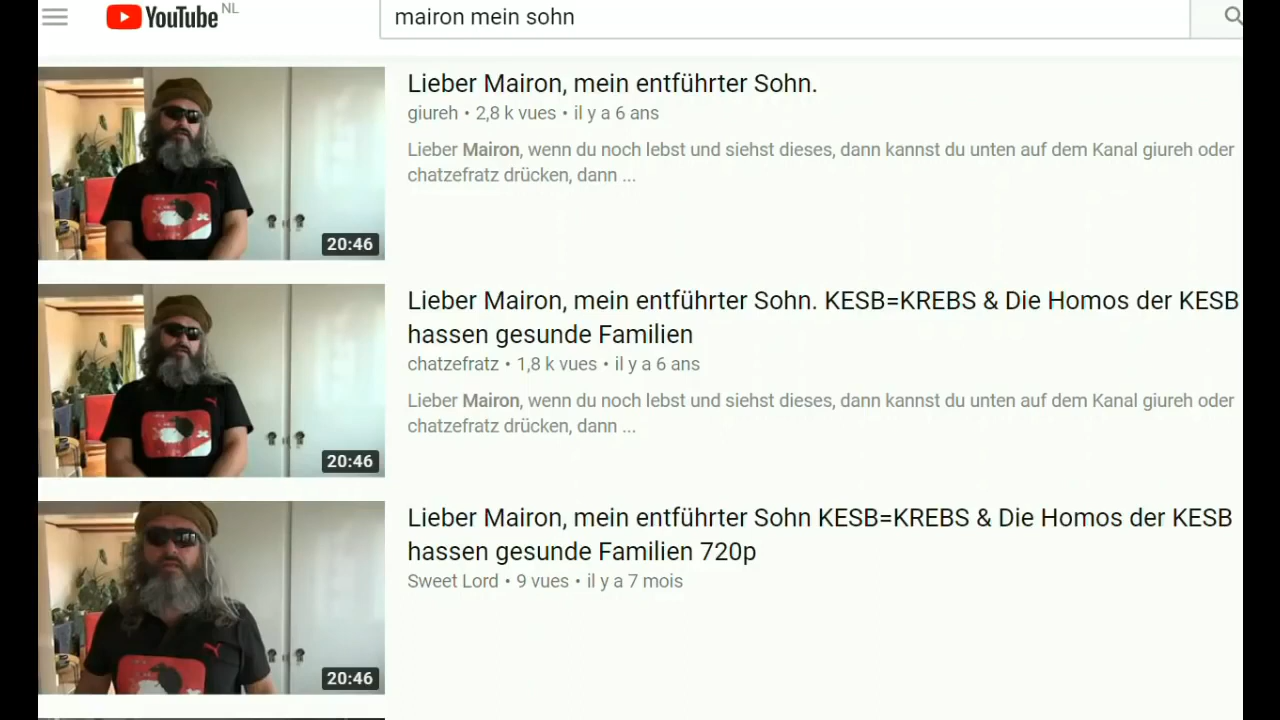 YouTube NL
mairon mein sohn
Lieber Mairon, mein entführter Sohn.
giureh • 2,8 k vues • il y a 6 ans
Lieber Mairon, wenn du noch lebst und siehst dieses, dann kannst du unten auf dem Kanal giureh oder
chatzefratz drücken, dann ...
20:46
Lieber Mairon, mein entführter Sohn. KESB=KREBS & Die Homos der KESB
hassen gesunde Familien
chatzefratz • 1,8 k vues • il y a 6 ans
Lieber Mairon, wenn du noch lebst und siehst dieses, dann kannst du unten auf dem Kanal giureh oder
chatzefratz drücken, dann ...
20:46
Lieber Mairon, mein entführter Sohn KESB=KREBS & Die Homos der KESB
hassen gesunde Familien 720p
Sweet Lord • 9 vues • il y a 7 mois
20:46